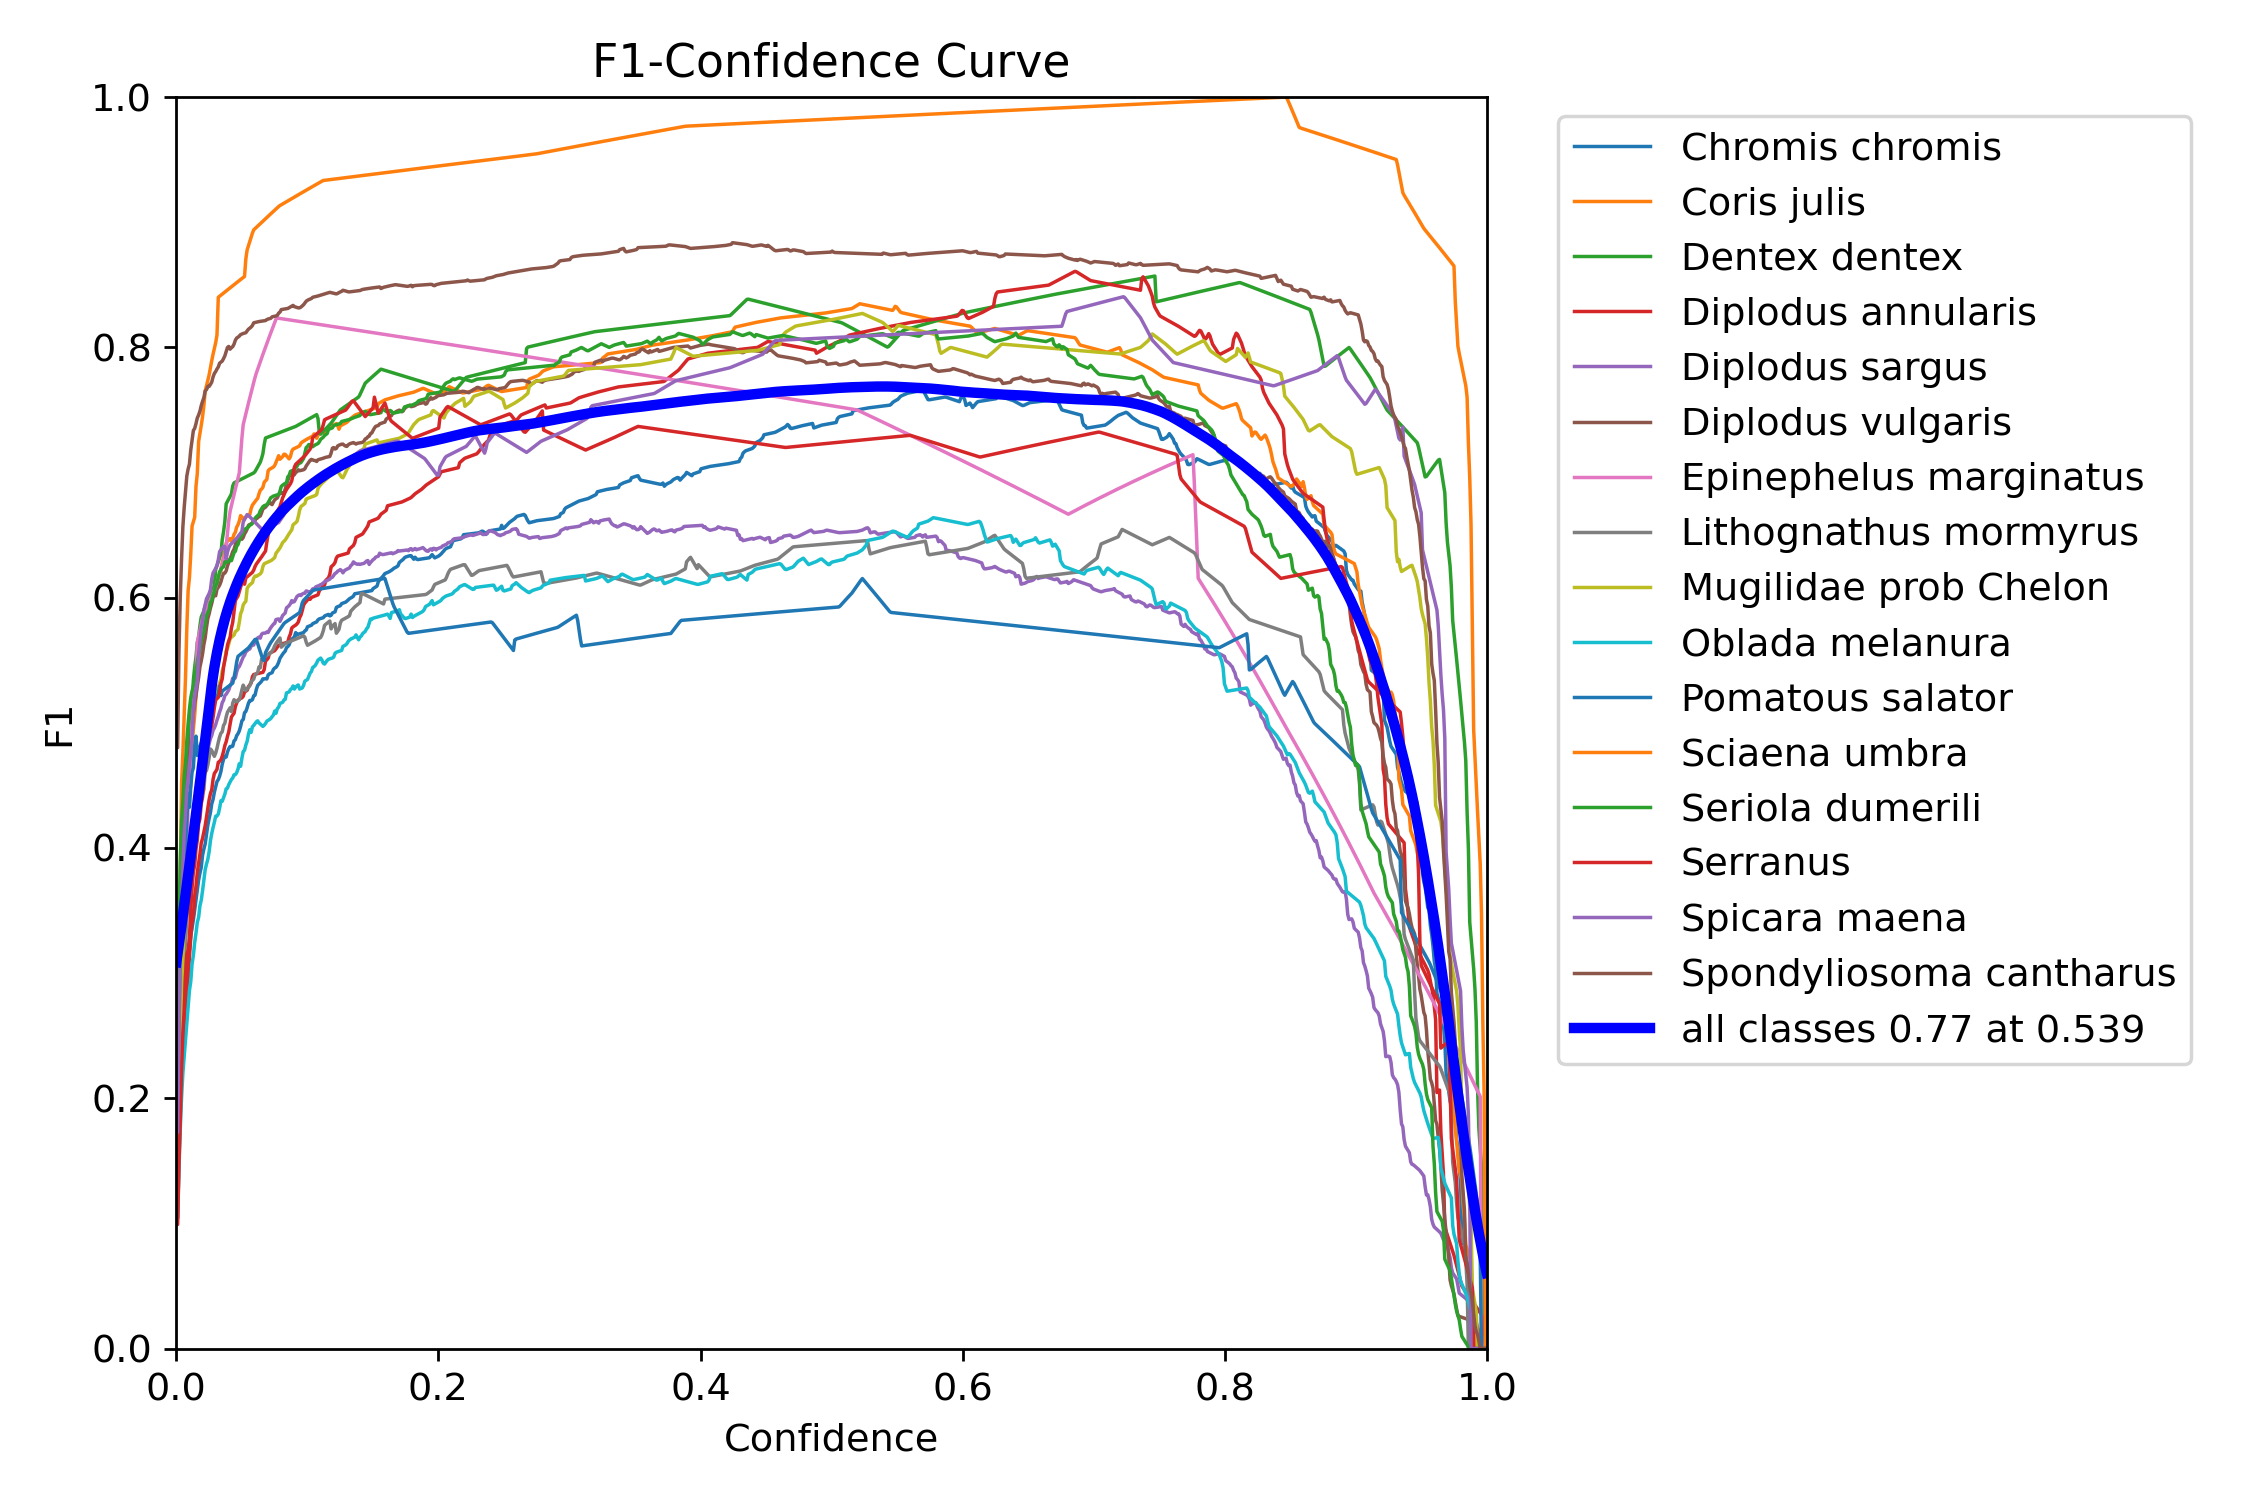 F1-Confidence Curve
1.0
0.8
0.6
0.4
0.2
0.0
F1
0.0 0.2 0.4 0.6 0.8 1.0
Confidence
Chromis chromis
Coris julis
Dentex dentex
Diplodus annularis
Diplodus sargus
Diplodus vulgaris
Epinephelus marginatus
Lithognathus mormyrus
Mugilidae prob Chelon
Oblada melanura
Pomatous salator
Sciaena umbra
Seriola dumerili
Serranus
Spicara maena
Spondyliosoma cantharus
all classes 0.77 at 0.539